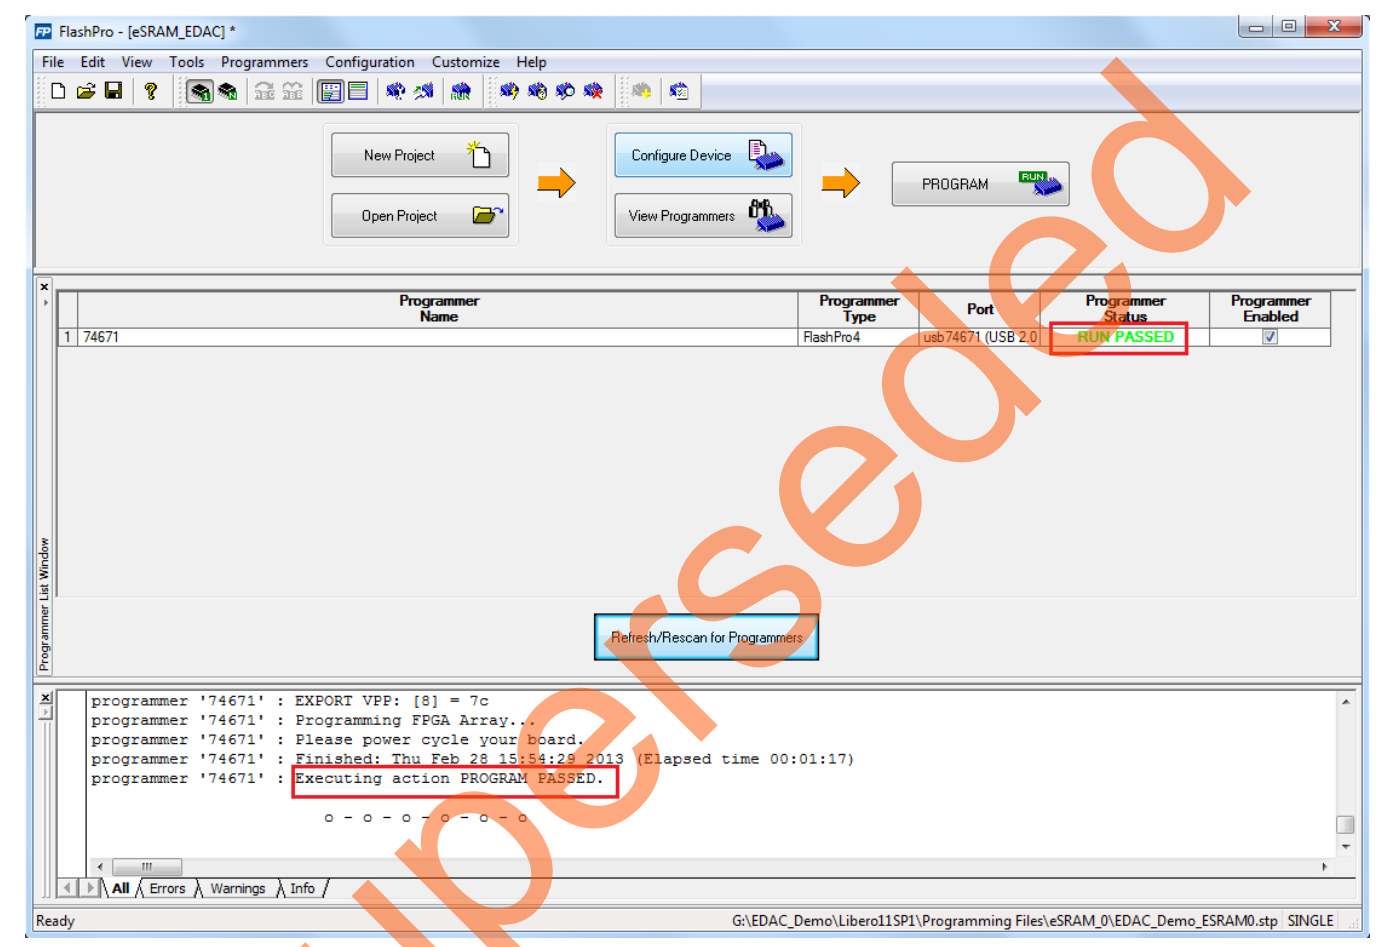 FlashPro - [eSRAM_EDAC] *
File Edit View Tools Programmers Configuration Customize Help
New Project
Configure Device
PROGRAM
RUN
Open Project
View Programmers
Programmer Name
Programmer Type
Port
Programmer Status
Programmer Enabled
1 74671 FlashPro4 usb74671 (USB 2.0 RUN PASSED
Programmer List Window
Refresh/Rescan for Programmers
programmer '74671' : EXPORT VPP: [8] = 7c
programmer '74671' : Programming FPGA Array...
programmer '74671' : Please power cycle your board.
programmer '74671' : Finished: Thu Feb 28 15:54:29 2013 (Elapsed time 00:01:17)
programmer '74671' : Executing action PROGRAM PASSED.
o - o - o - o - o - o
All Errors Warnings Info
Ready G:\EDAC_Demo\Libero11SP1\Programming Files\eSRAM_0\EDAC_Demo_ESRAM0.stp SINGLE
uperseded